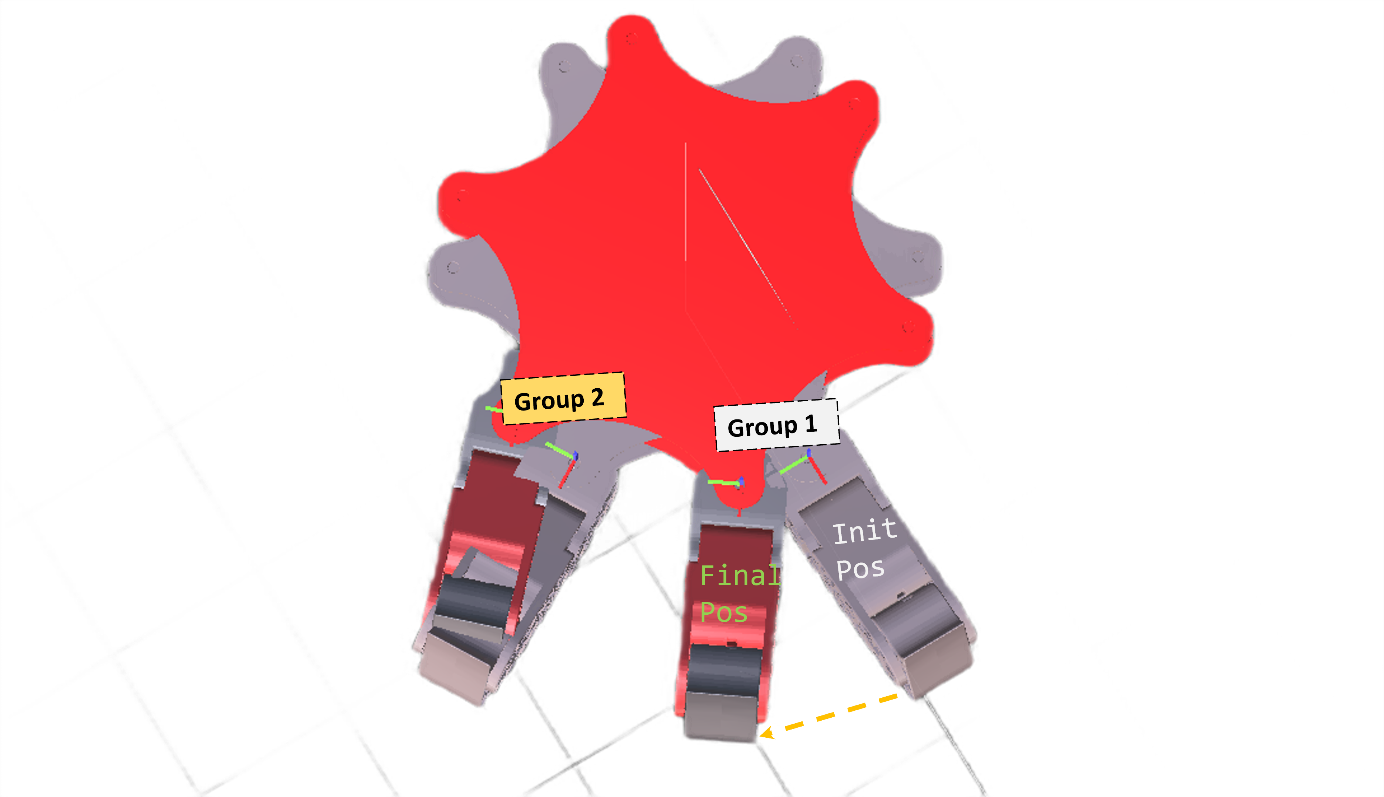 Group 2
Group 1
Init
Pos
Final
Pos